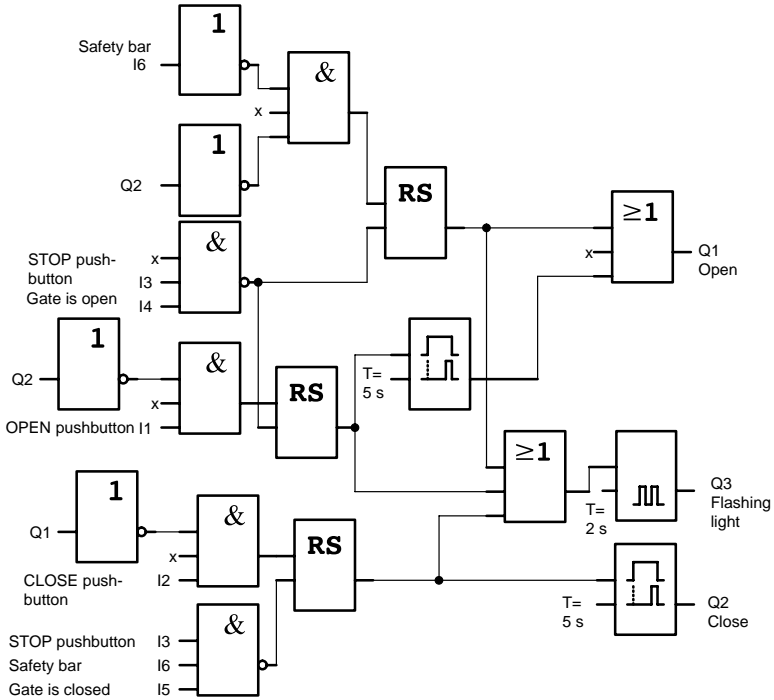 1
Safety bar
I6
&
x
1
Q2
RS
&
≥1
STOP push-
button
x
I3
Gate is open
I4
x
Q1
Open
1
Q2
&
x
OPEN pushbutton I1
RS
T=
5 s
≥1
Q3
Flashing
light
T=
2 s
1
Q1
&
x
CLOSE push-
button
I2
RS
T=
5 s
Q2
Close
&
STOP pushbutton I3
Safety bar I6
Gate is closed I5